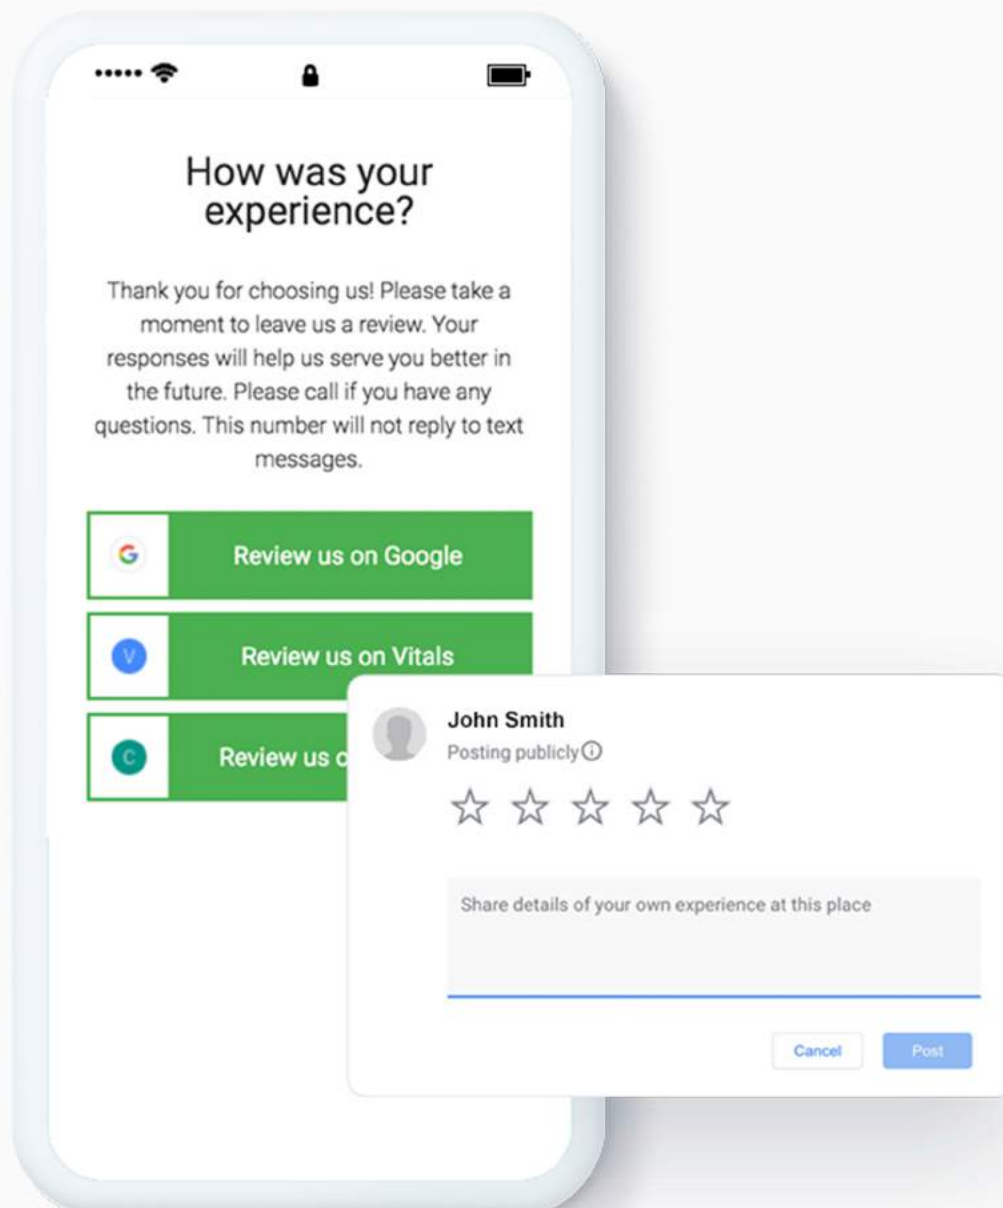 How was your
experience?
Thank you for choosing us! Please take a
moment to leave us a review. Your
responses will help us serve you better in
the future. Please call if you have any
questions. This number will not reply to text
messages.
G
Review us on Google
V
Review us on Vitals
C
Review us
John Smith
Posting publicly
Share details of your own experience at this place
Cancel
Post